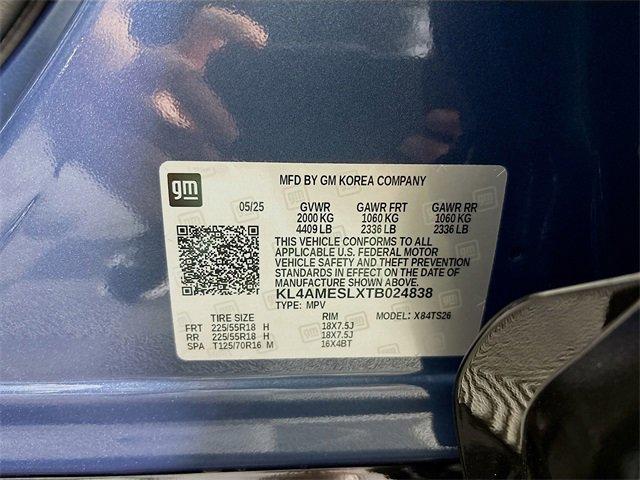 gm
MFD BY GM KOREA COMPANY
05/25 GVWR GAWR FRT GAWR RR
2000 KG 1060 KG 1060 KG
4409 LB 2336 LB 2336 LB
THIS VEHICLE CONFORMS TO ALL
APPLICABLE U.S. FEDERAL MOTOR
VEHICLE SAFETY AND THEFT PREVENTION
STANDARDS IN EFFECT ON THE DATE OF
MANUFACTURE SHOWN ABOVE.
KL4AMESLXTB024838
TYPE: MPV
TIRE SIZE RIM MODEL: X84TS26
FRT 225/55R18 H 18X7.5J
RR 225/55R18 H 18X7.5J
SPA T125/70R16 M 16X4BT